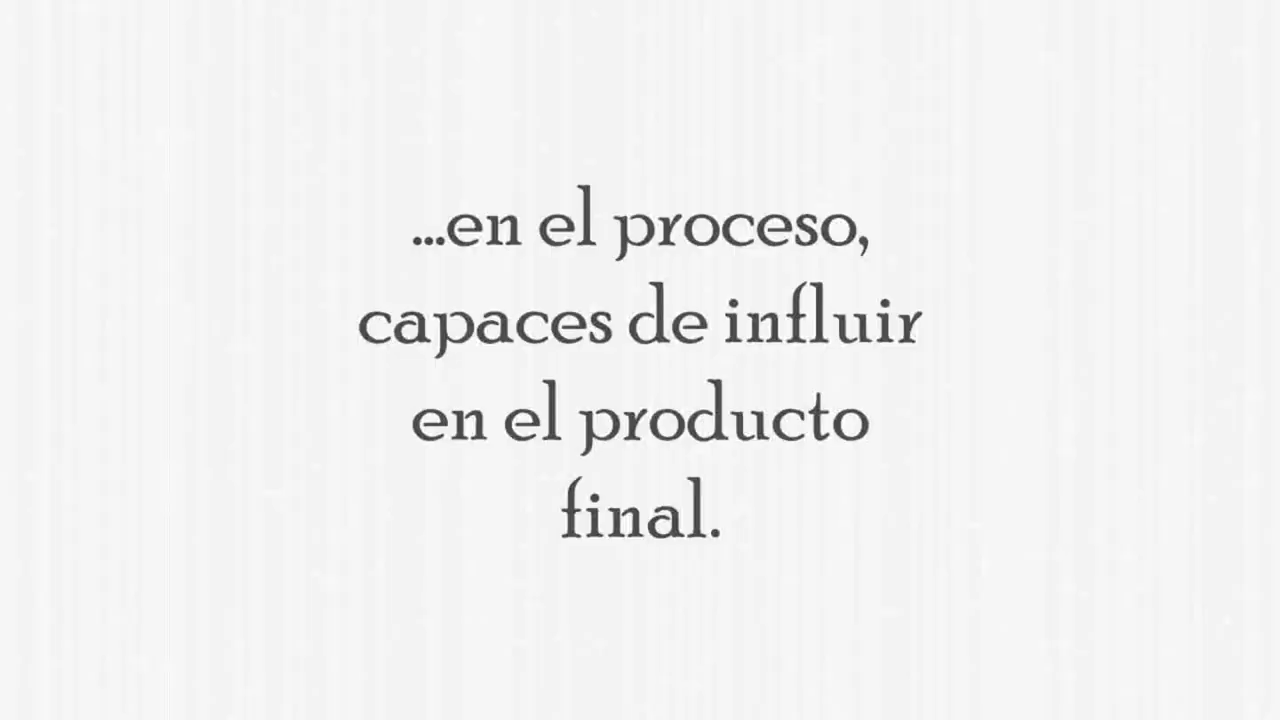 ...en el proceso,
capaces de influir
en el producto
final.